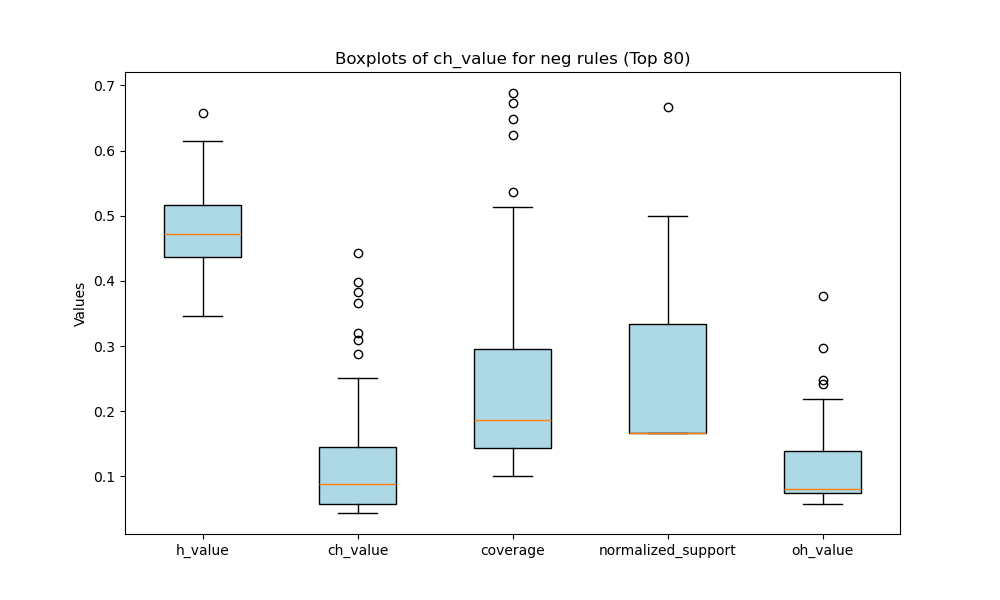 Boxplots of ch_value for neg rules (Top 80)
Values
0.7
0.6
0.5
0.4
0.3
0.2
0.1
h_value
ch_value
coverage
normalized_support
oh_value